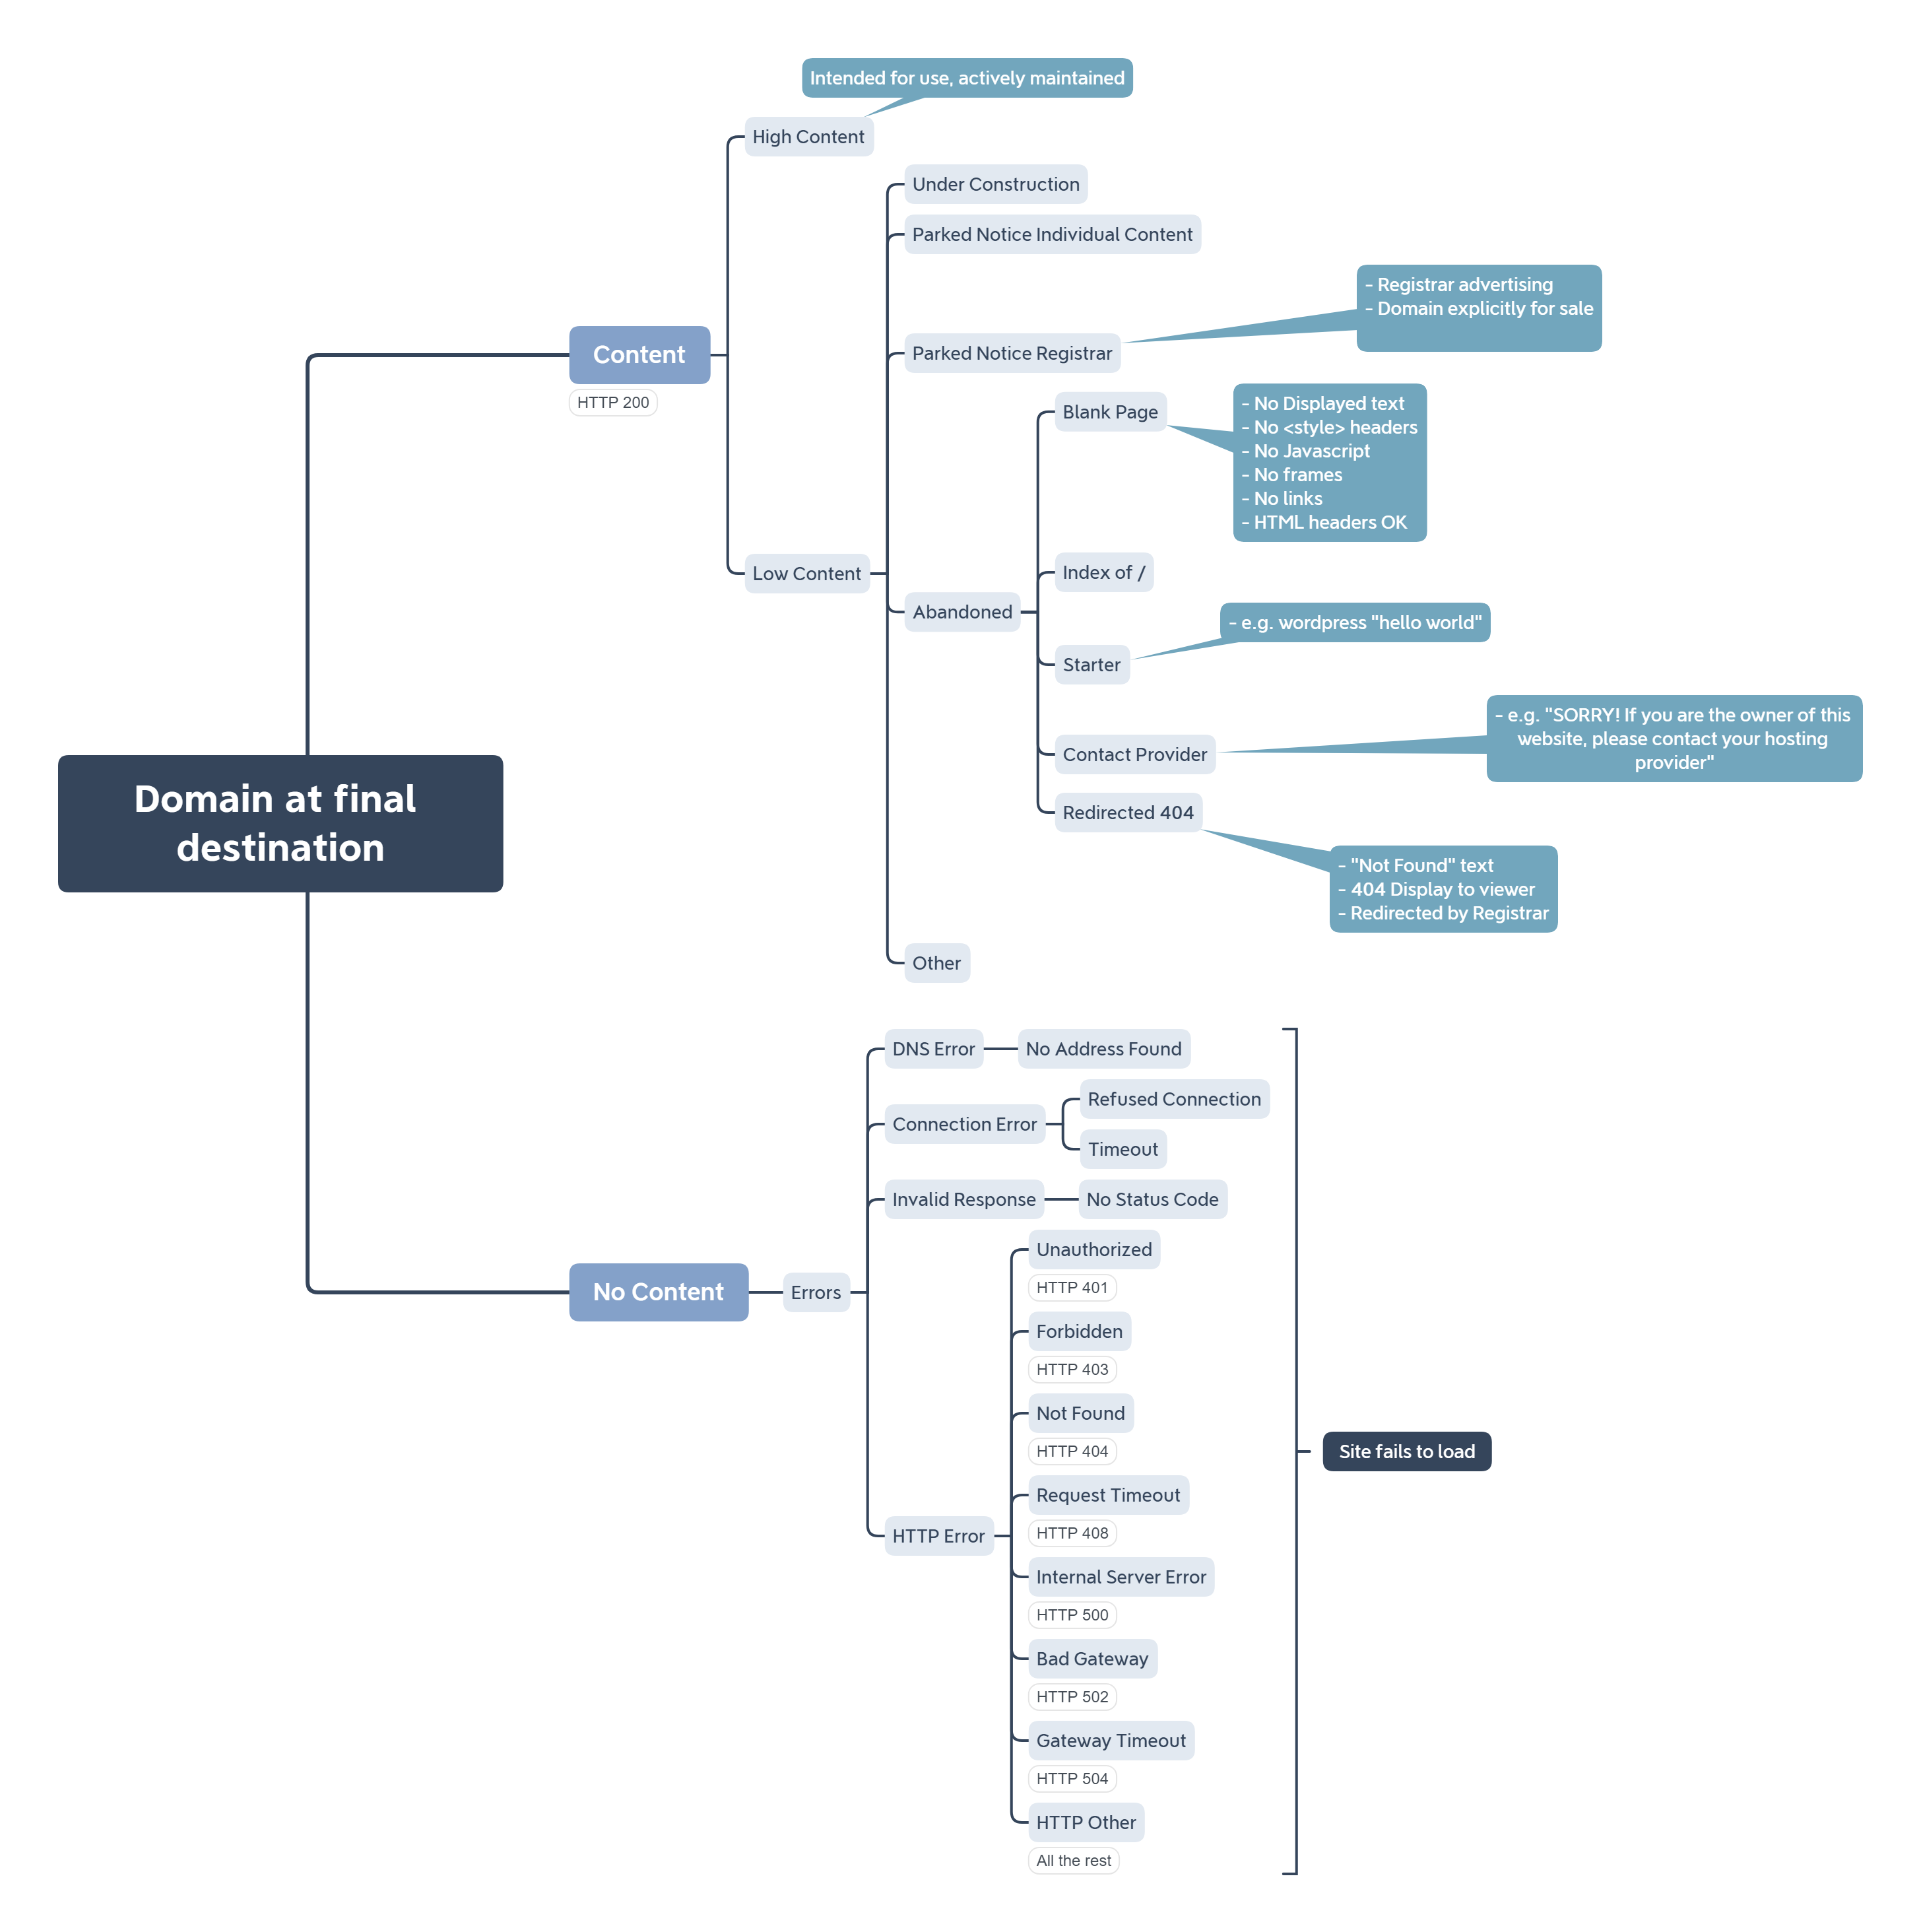 Intended for use, actively maintained
High Content
Under Construction
Parked Notice Individual Content
- Registrar advertising
- Domain explicitly for sale
Parked Notice Registrar
Content
HTTP 200
Blank Page
- No Displayed text
- No <style> headers
- No Javascript
- No frames
- No links
- HTML headers OK
Low Content
Index of /
Abandoned
- e.g. wordpress "hello world"
Starter
- e.g. "SORRY! If you are the owner of this
website, please contact your hosting
provider"
Contact Provider
Redirected 404
- "Not Found" text
- 404 Display to viewer
- Redirected by Registrar
Domain at final
destination
Other
DNS Error
No Address Found
Connection Error
Refused Connection
Timeout
Invalid Response
No Status Code
No Content
Errors
Unauthorized
HTTP 401
Forbidden
HTTP 403
Not Found
HTTP 404
Request Timeout
HTTP 408
HTTP Error
Internal Server Error
HTTP 500
Bad Gateway
HTTP 502
Gateway Timeout
HTTP 504
HTTP Other
All the rest
Site fails to load